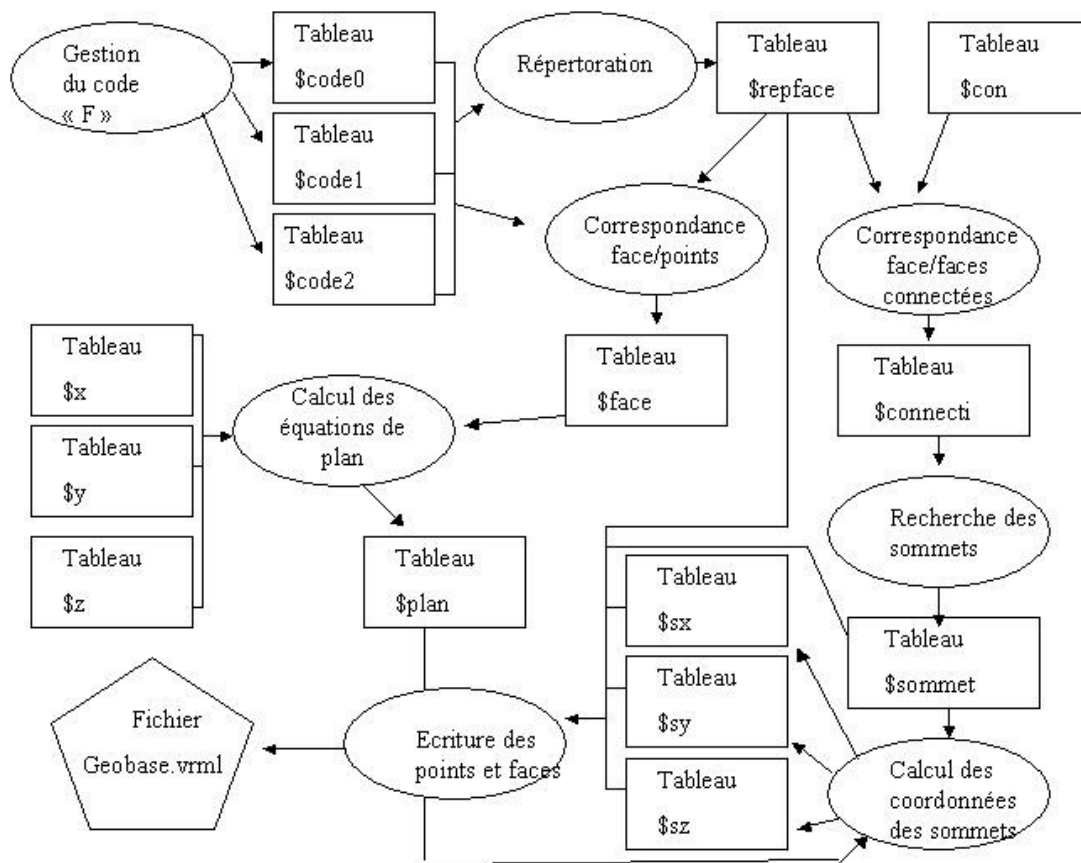 Gestion
du code
« F »
Tableau
$code0
Tableau
$code1
Tableau
$code2
Répertoration
Tableau
$repface
Tableau
$con
Correspondance
face/points
Correspondance
face/faces
connectées
Tableau
$x
Tableau
$y
Tableau
$z
Calcul des
équations de
plan
Tableau
$face
Tableau
$connecti
Recherche des
sommets
Tableau
$plan
Tableau
$sx
Tableau
$sy
Tableau
$sz
Tableau
$sommet
Fichier
Geobase.vrml
Ecriture des
points et faces
Calcul des
coordonnées
des sommets